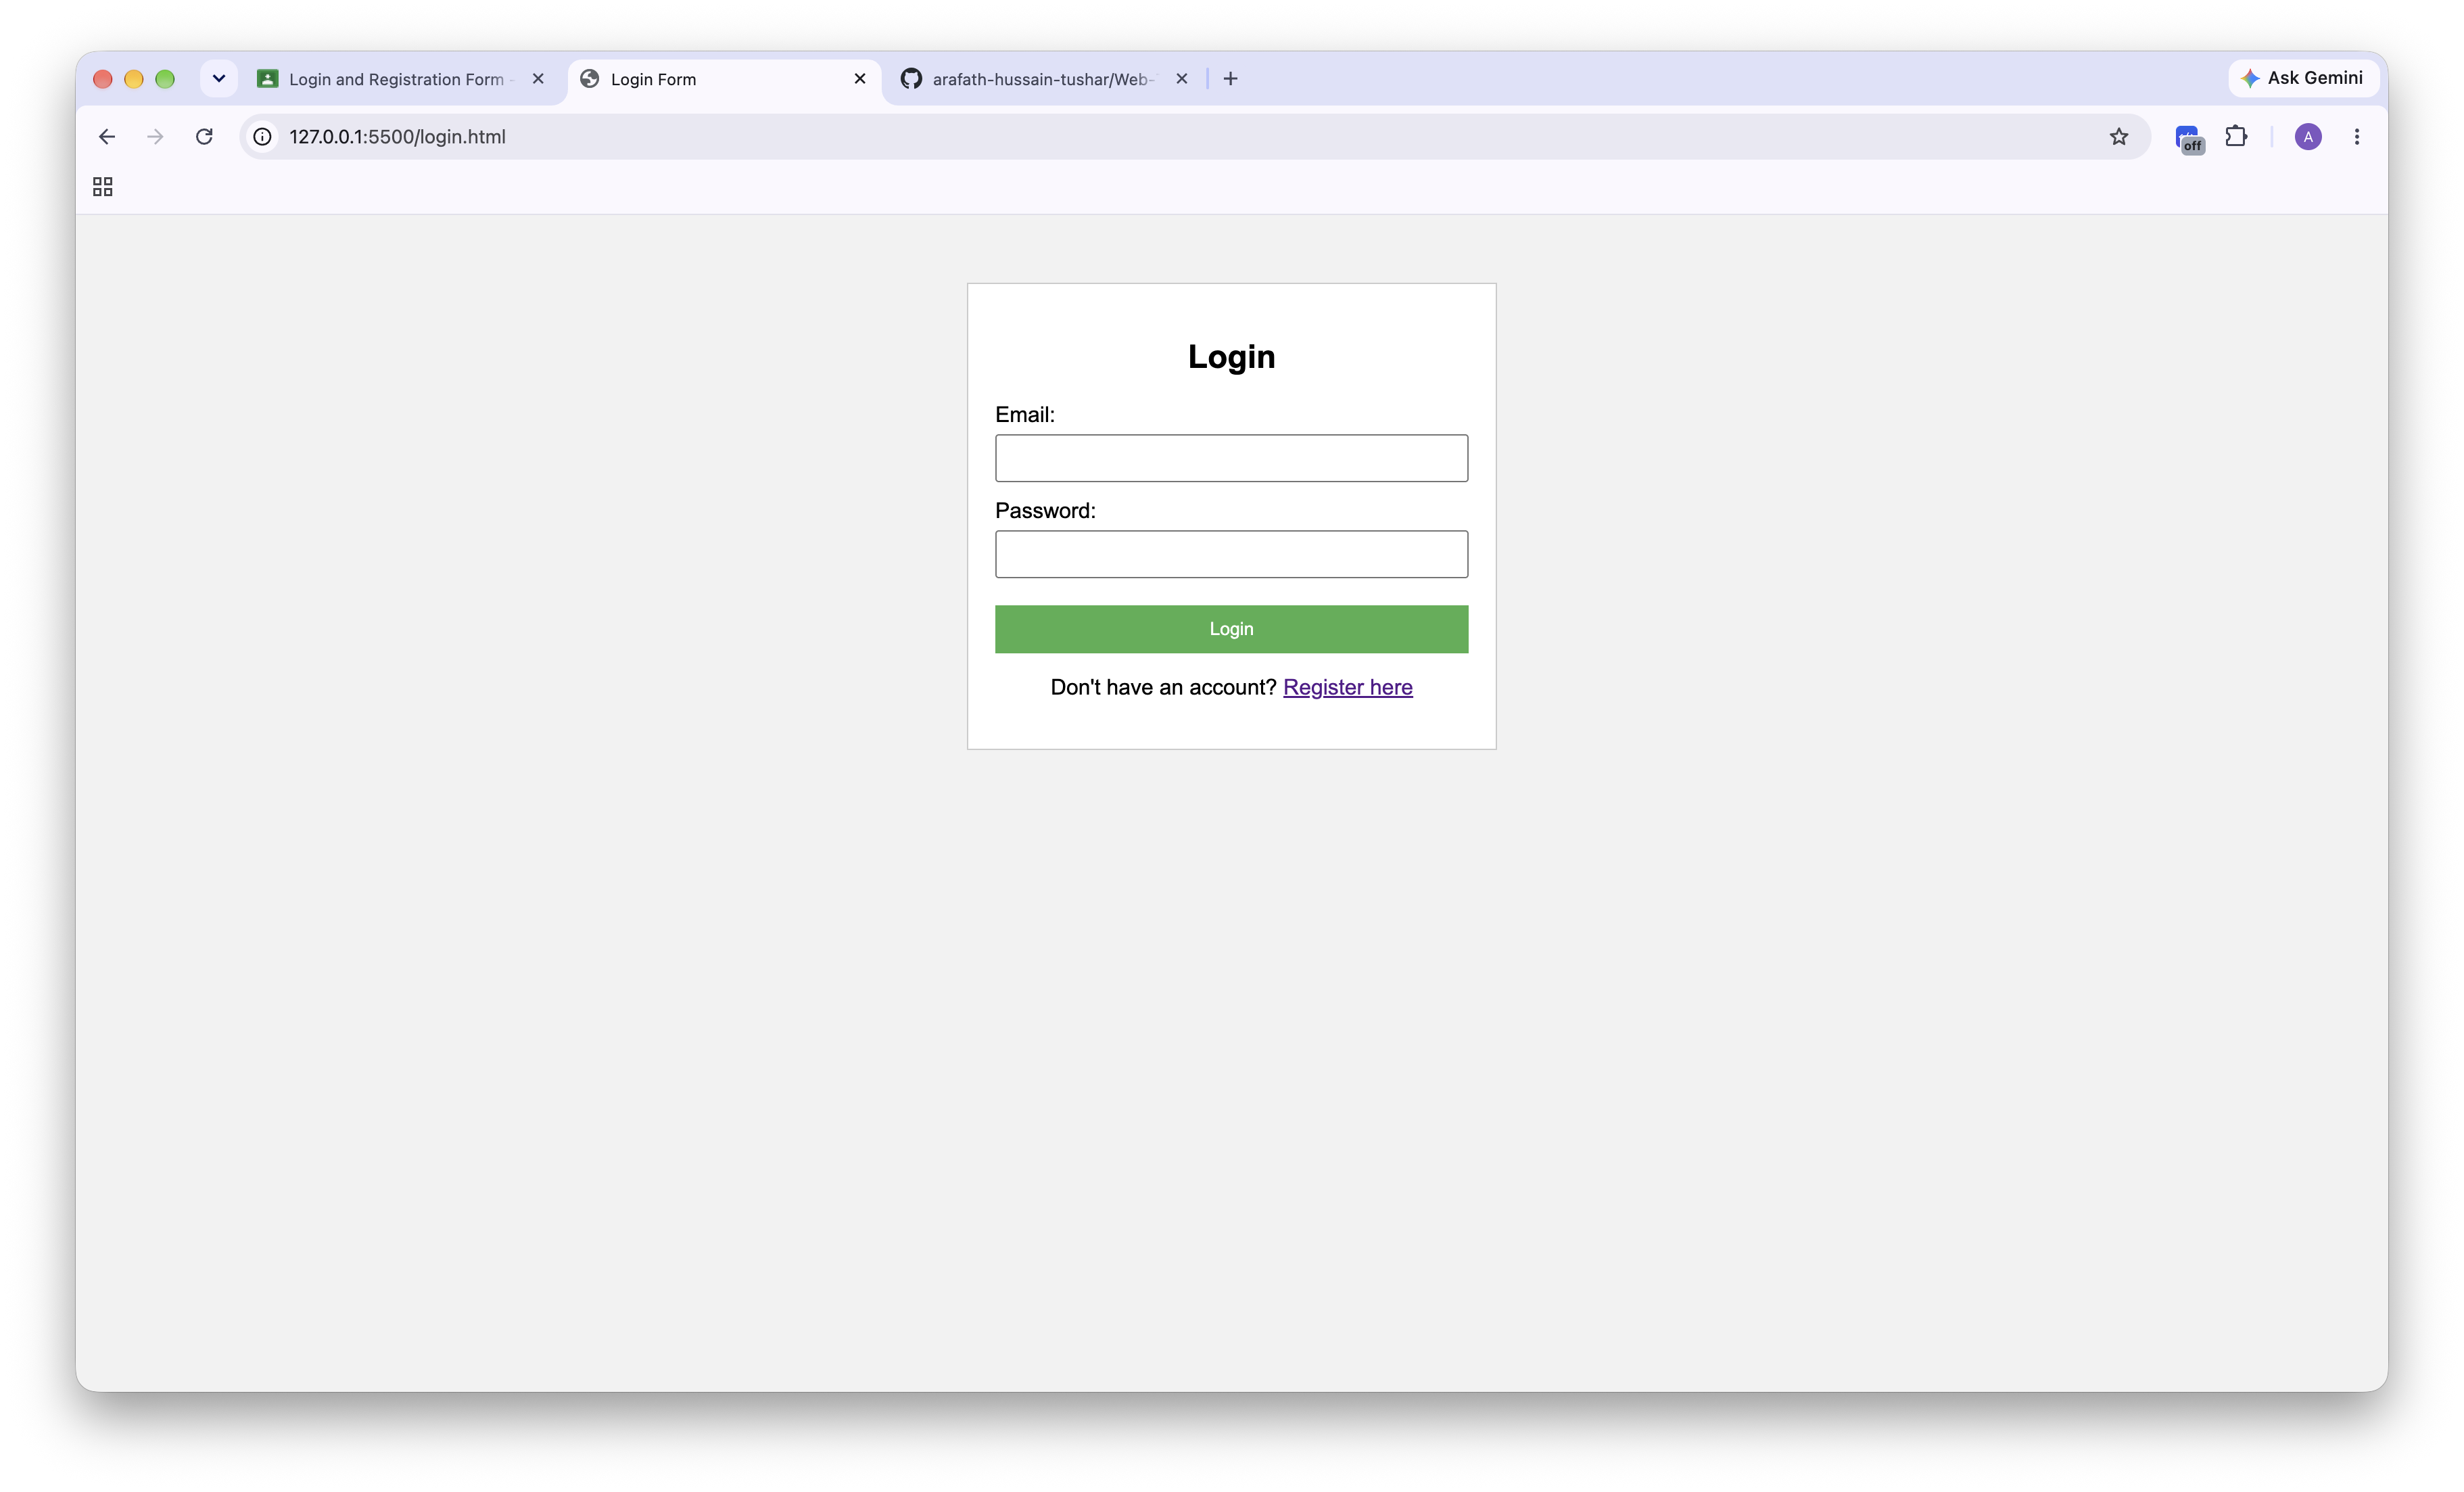 Login and Registration Form -
Login Form
arafath-hussain-tushar/Web-
Ask Gemini
127.0.0.1:5500/login.html
off
A
Login
Email:
Password:
Login
Don't have an account? Register here